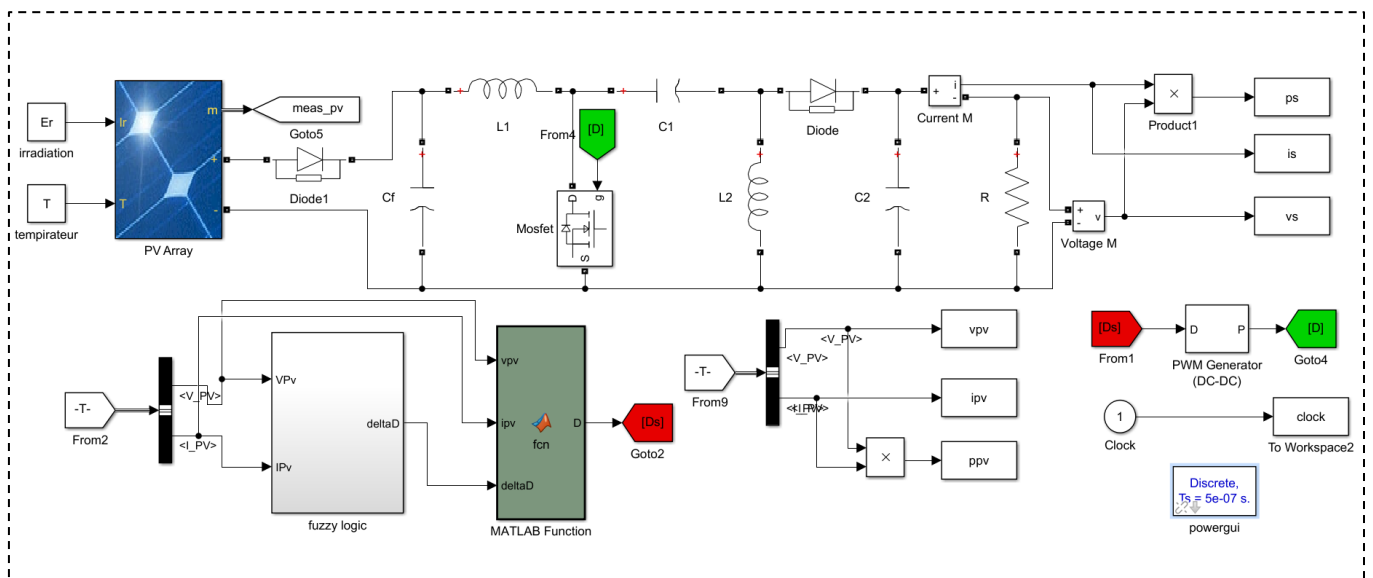 Er
irradiation
T
tempirateur
Ir
T
m
+
-
PV Array
meas_pv
Goto5
Diode1
Cf
+
L1
+
From4
[D]
D
g
S
Mosfet
+
C1
+
L2
Diode
+
C2
+
i
-
Current M
+
R
+
-
v
Voltage M
×
Product1
ps
is
vs
-T-
From2
<V_PV>
<I_PV>
VPv
IPv
deltaD
fuzzy logic
vpv
ipv
deltaD
fcn
D
MATLAB Function
[Ds]
Goto2
-T-
From9
<V_PV>
<V_PV>
×
vpv
ipv
ppv
[Ds]
From1
D
P
PWM Generator
(DC-DC)
[D]
Goto4
1
Clock
clock
To Workspace2
Discrete,
Ts = 5e-07 s.
powergui